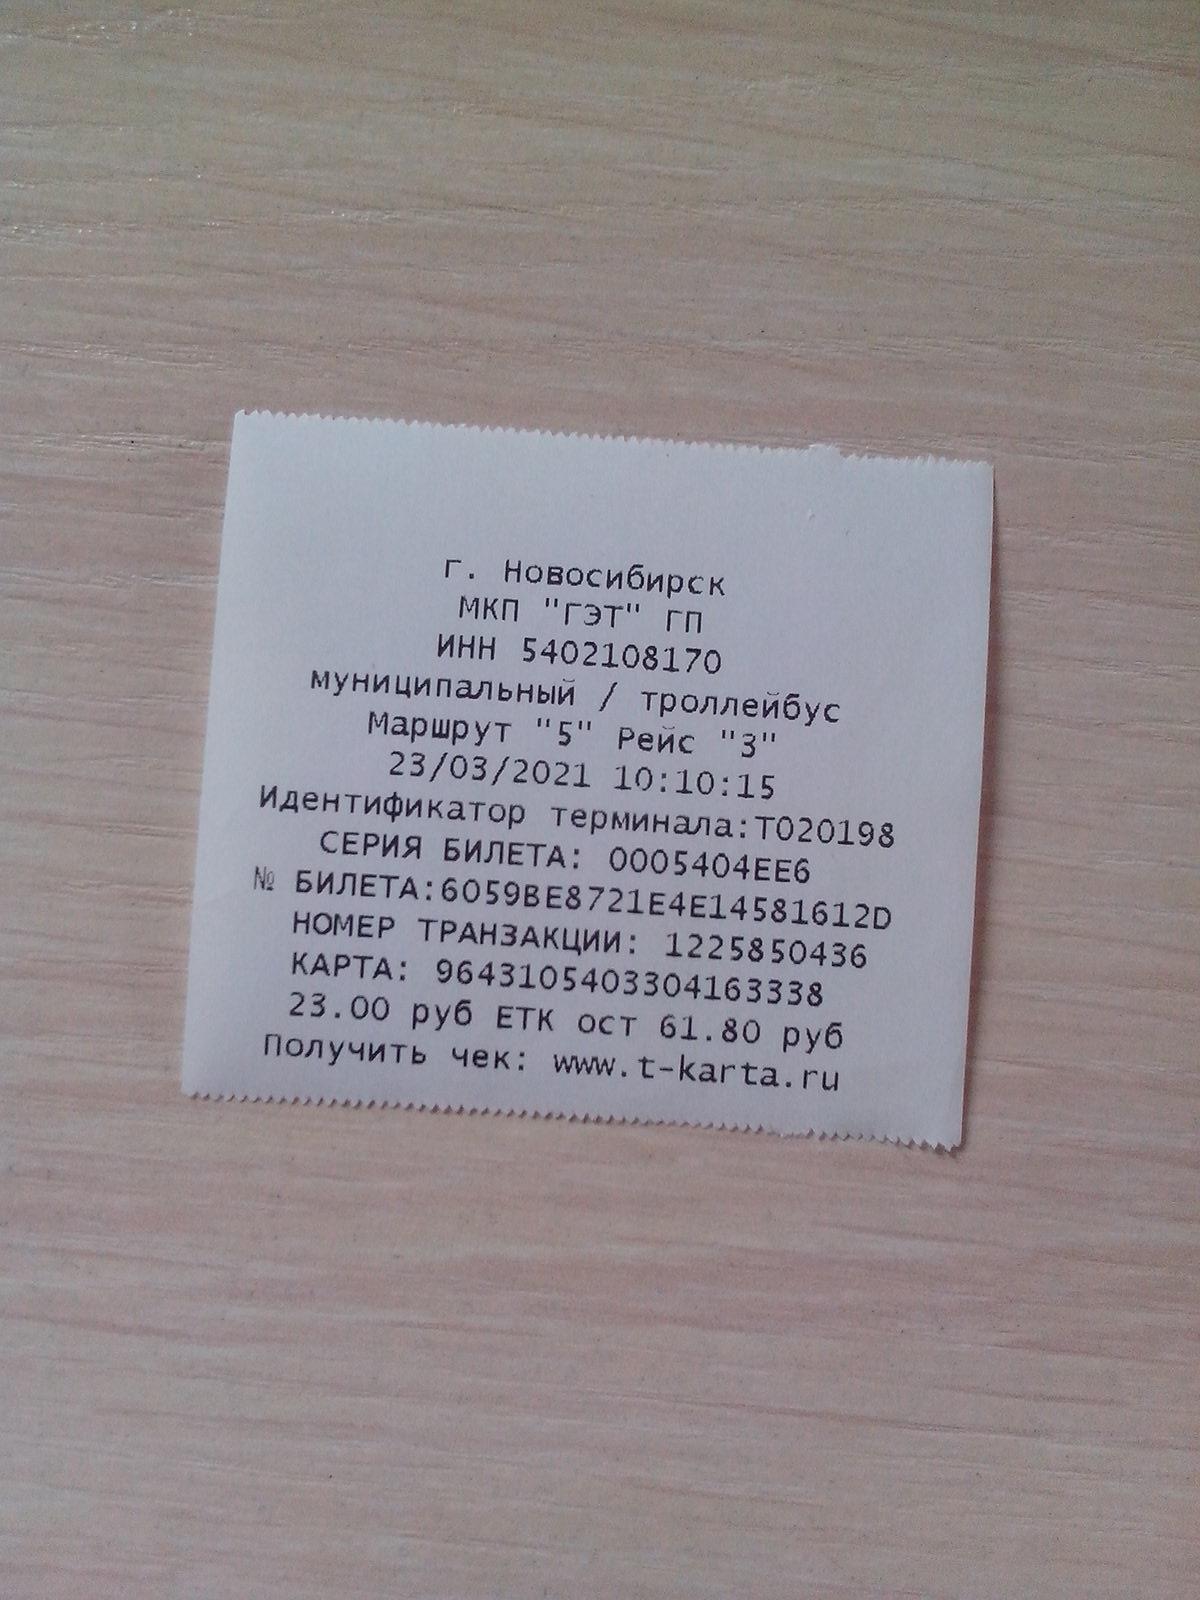 г. Новосибирск
МКП "ГЭТ" ГП
ИНН 5402108170
муниципальный / троллейбус
Маршрут "5" Рейс "3"
23/03/2021 10:10:15
Идентификатор терминала:T020198
СЕРИЯ БИЛЕТА: 0005404EE6
№ БИЛЕТА:6059BE8721E4E14581612D
НОМЕР ТРАНЗАКЦИИ: 1225850436
КАРТА: 9643105403304163338
23.00 руб ЕТК ост 61.80 руб
Получить чек: www.t-karta.ru